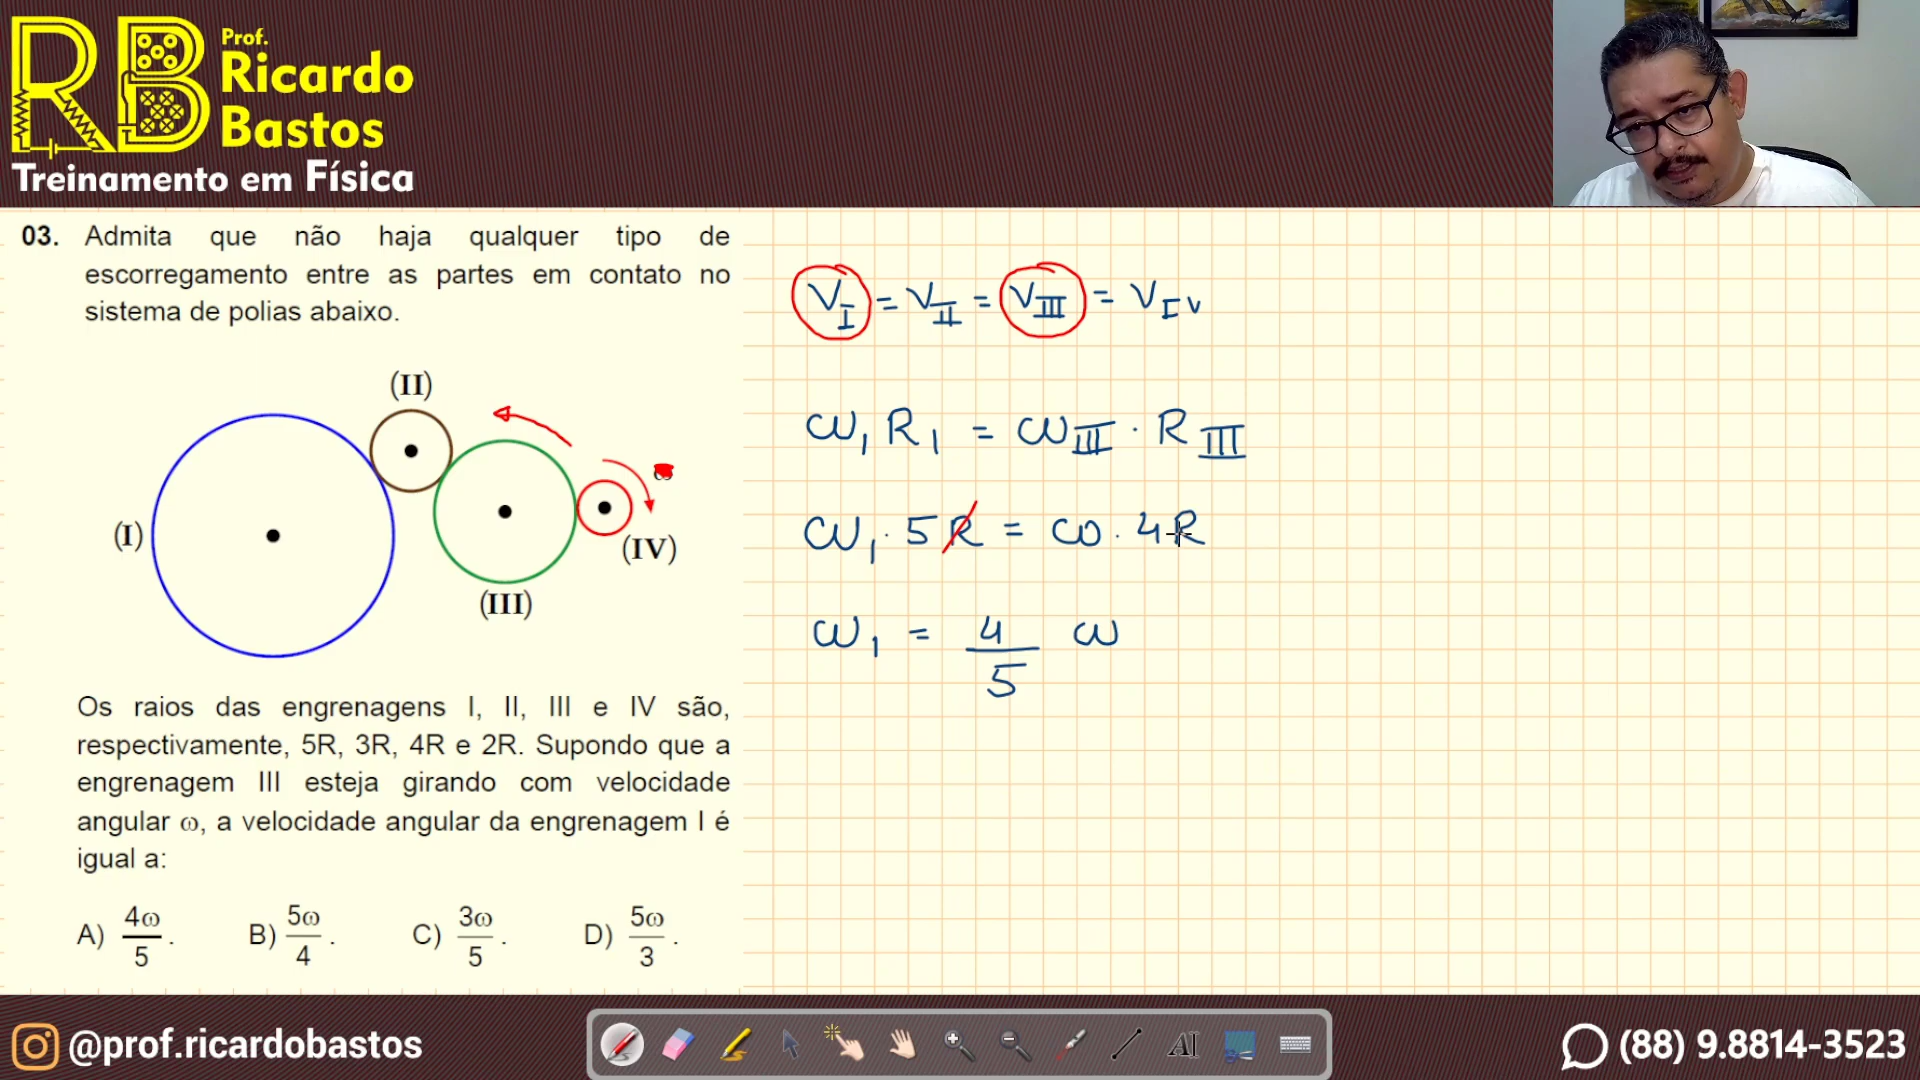 RB Prof.
Ricardo
Bastos
Treinamento em Física
03. Admita que não haja qualquer tipo de
escorregamento entre as partes em contato no
sistema de polias abaixo.
(II)
(I)
ω
(IV)
(III)
Os raios das engrenagens I, II, III e IV são,
respectivamente, 5R, 3R, 4R e 2R. Supondo que a
engrenagem III esteja girando com velocidade
angular ω, a velocidade angular da engrenagem I é
igual a:
A) 4ω/5 . B) 5ω/4 . C) 3ω/5 . D) 5ω/3 .
V_I = V_II = V_III = V_IV
ω₁ R₁ = ω_III · R_III
ω₁ · 5R = ω · 4R
ω₁ = 4/5 ω
@prof.ricardobastos
AI
(88) 9.8814-3523